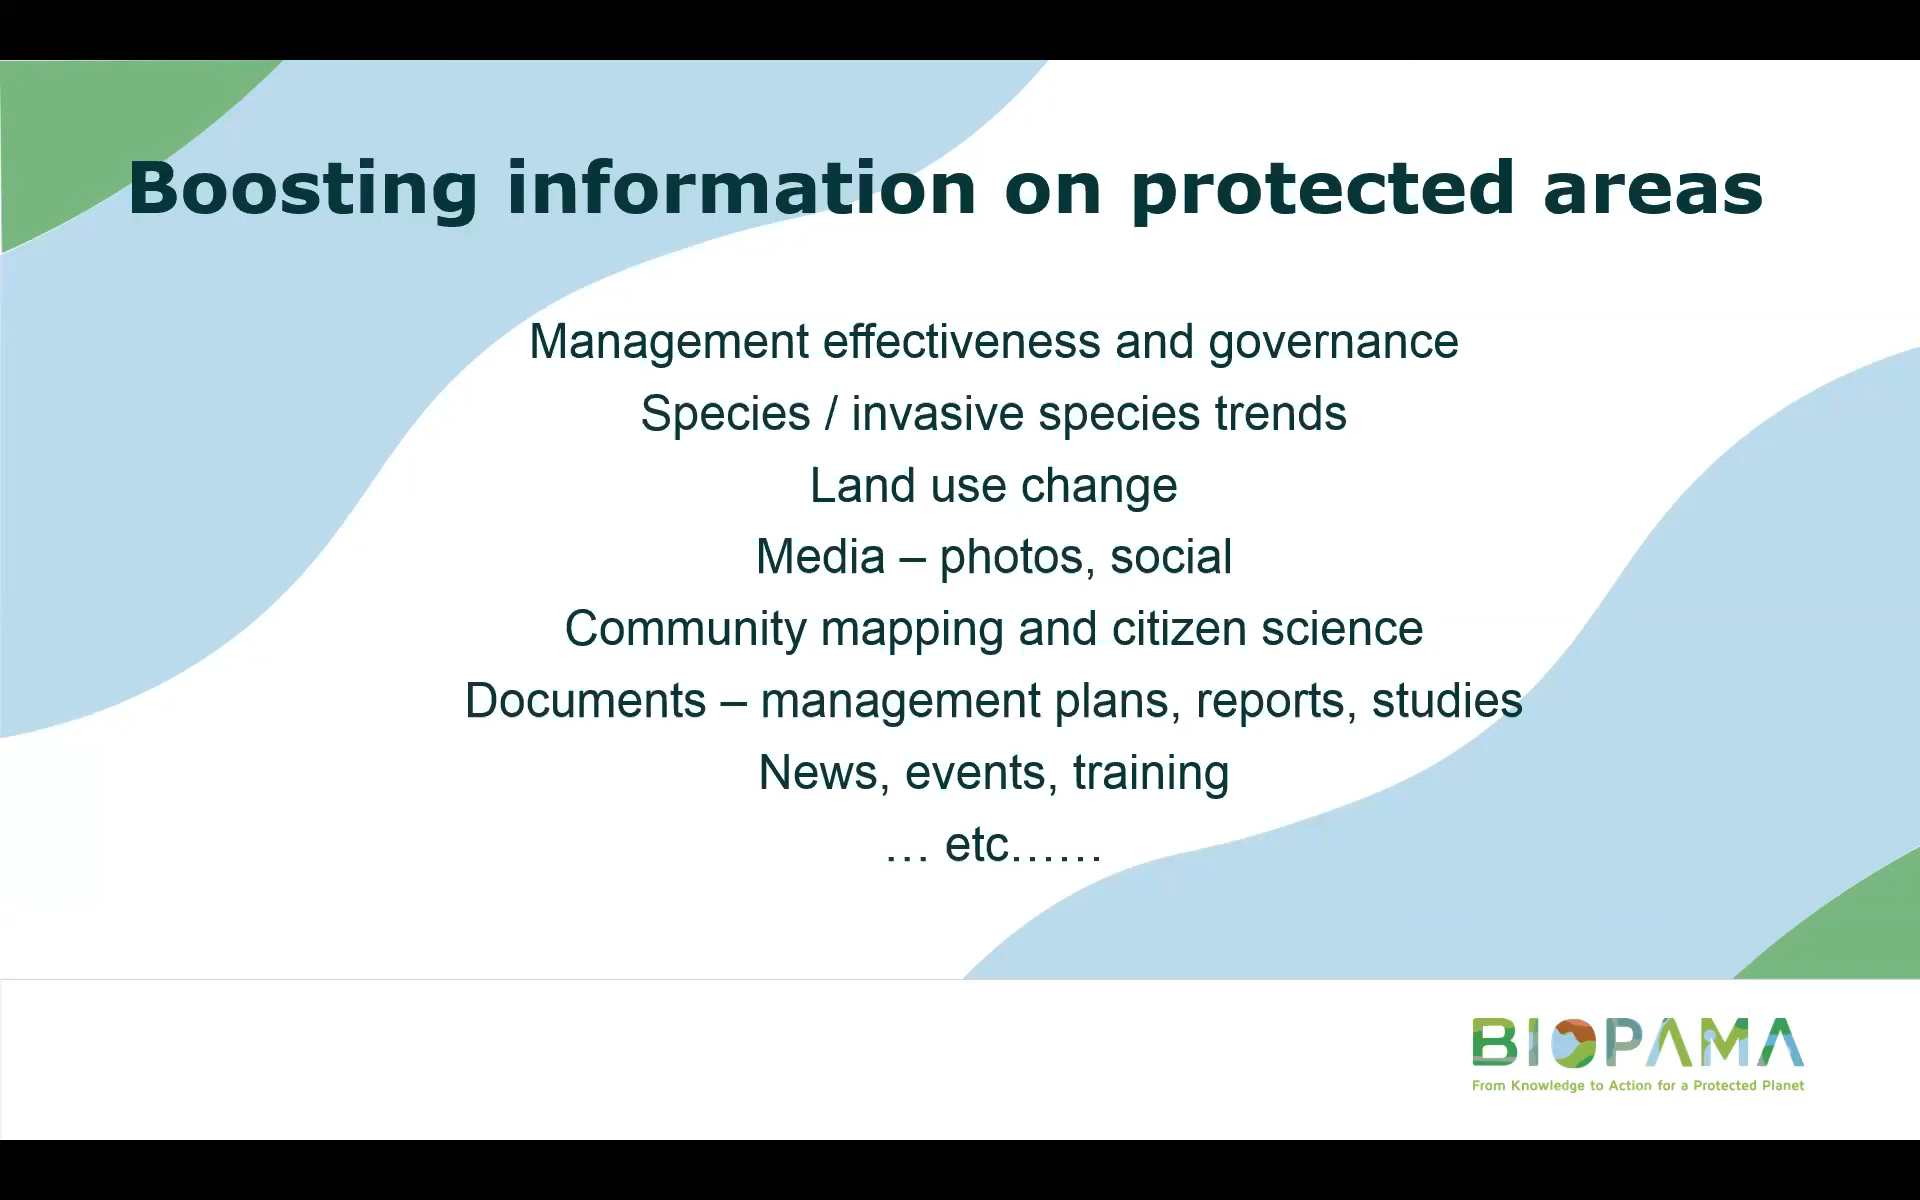 Boosting information on protected areas
Management effectiveness and governance
Species / invasive species trends
Land use change
Media – photos, social
Community mapping and citizen science
Documents – management plans, reports, studies
News, events, training
… etc……
BIOPAMA
From Knowledge to Action for a Protected Planet